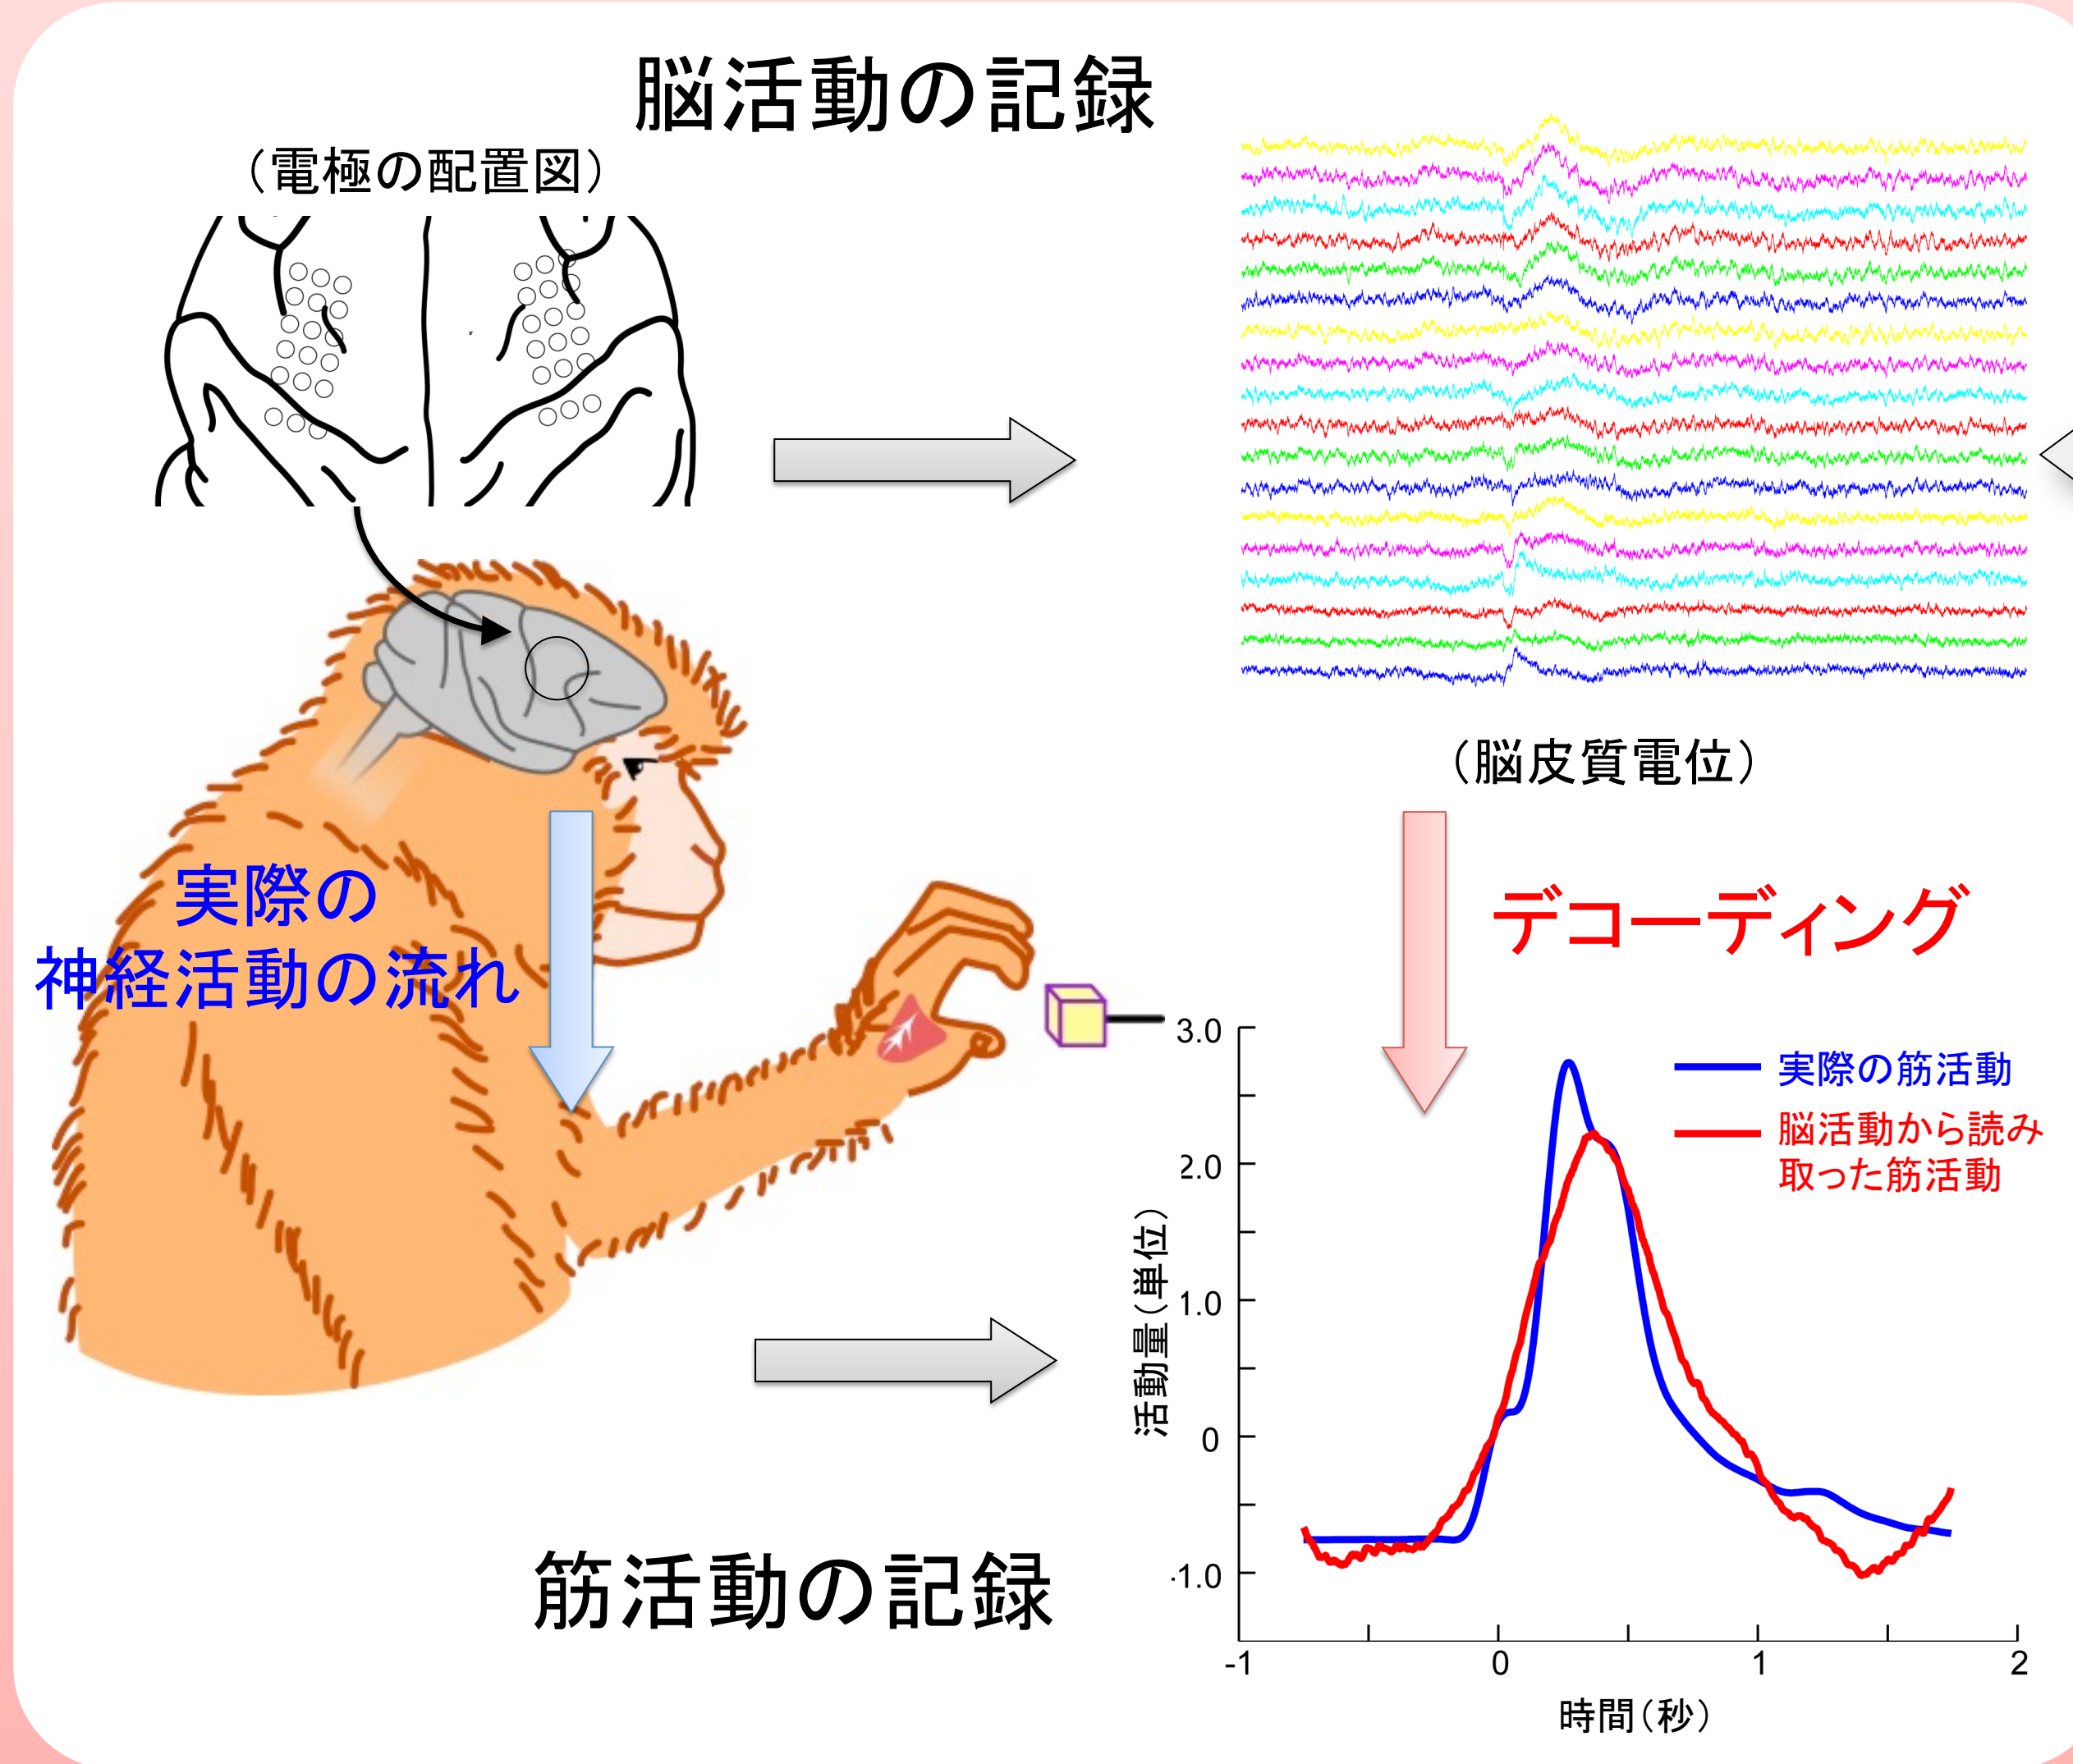 脳活動の記録
（電極の配置図）
（脳皮質電位）
実際の
神経活動の流れ
デコーディング
実際の筋活動
脳活動から読み
取った筋活動
3.0
2.0
1.0
0
-1.0
活動量（単位）
-1 0 1 2
時間（秒）
筋活動の記録